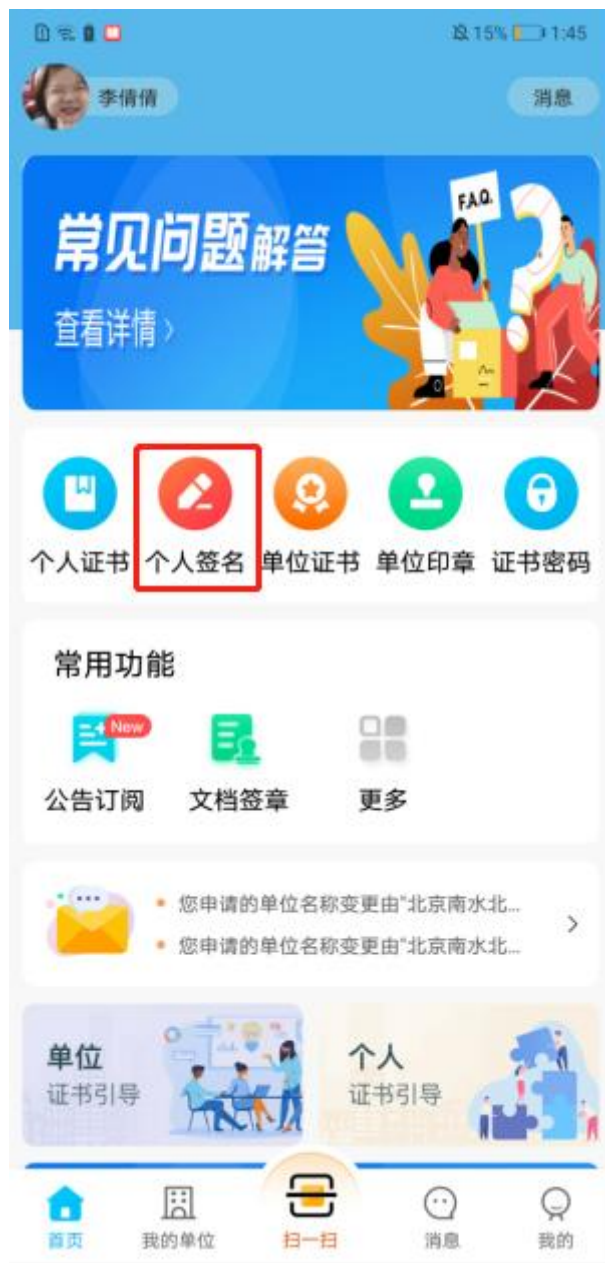 15% 1:45
李倩倩
消息
常见问题解答
F.A.Q.
查看详情 >
个人证书 个人签名 单位证书 单位印章 证书密码
常用功能
New
公告订阅 文档签章 更多
• 您申请的单位名称变更由"北京南水北...
• 您申请的单位名称变更由"北京南水北...
单位 个人
证书引导 证书引导
首页 我的单位 扫一扫 消息 我的